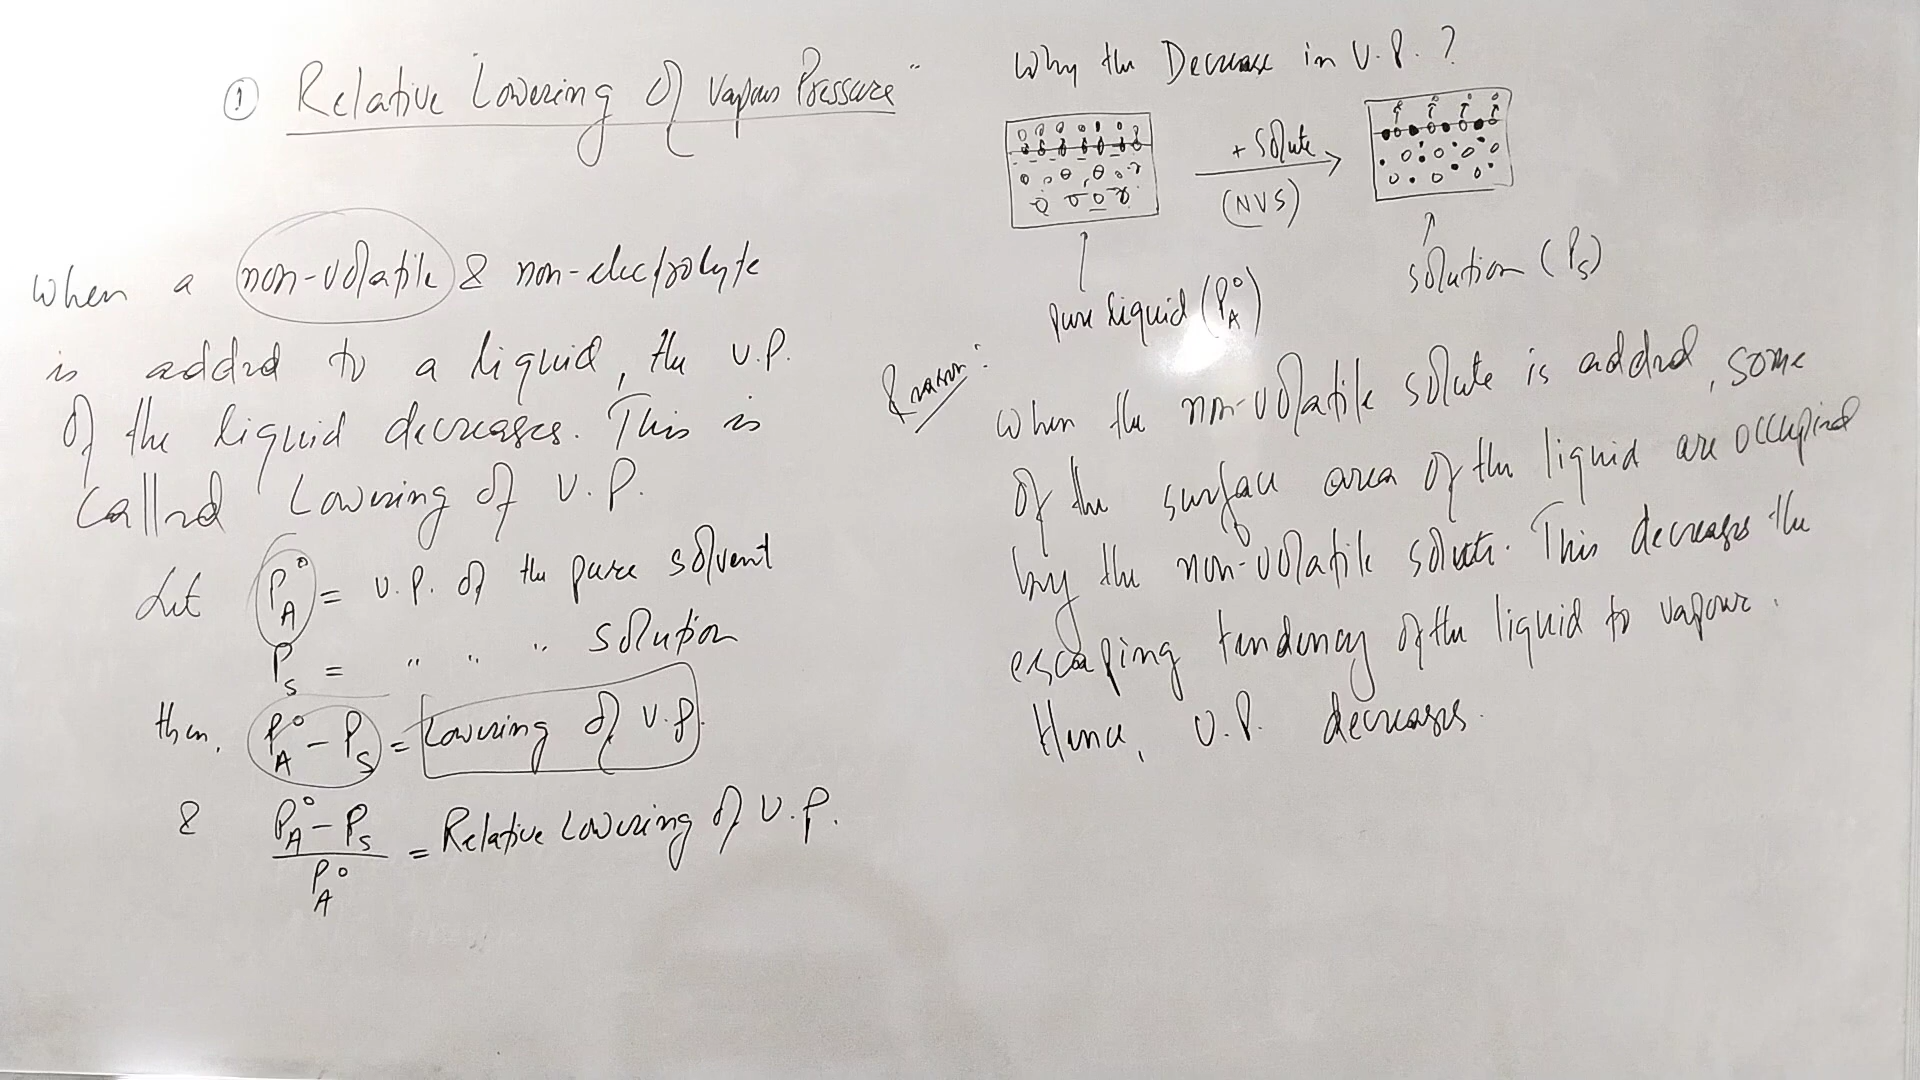 ① Relative Lowering of Vapour Pressure"
When a non-volatile & non-electrolyte
is added to a liquid, the v.p.
of the liquid decreases. This is
called Lowering of v.p.
Let P°A = v.p. of the pure solvent
Ps = " " " solution
then, P°A - Ps = Lowering of v.p.
& P°A - Ps / P°A = Relative Lowering of v.p.
Why the Decrease in V.P.?
+ Solute
(NVS)
pure liquid (P°A)
solution (Ps)
Reason:
When the non-volatile solute is added, some
of the surface area of the liquid are occupied
by the non-volatile solute. This decreases the
escaping tendency of the liquid to vapour.
Hence, v.p. decreases.